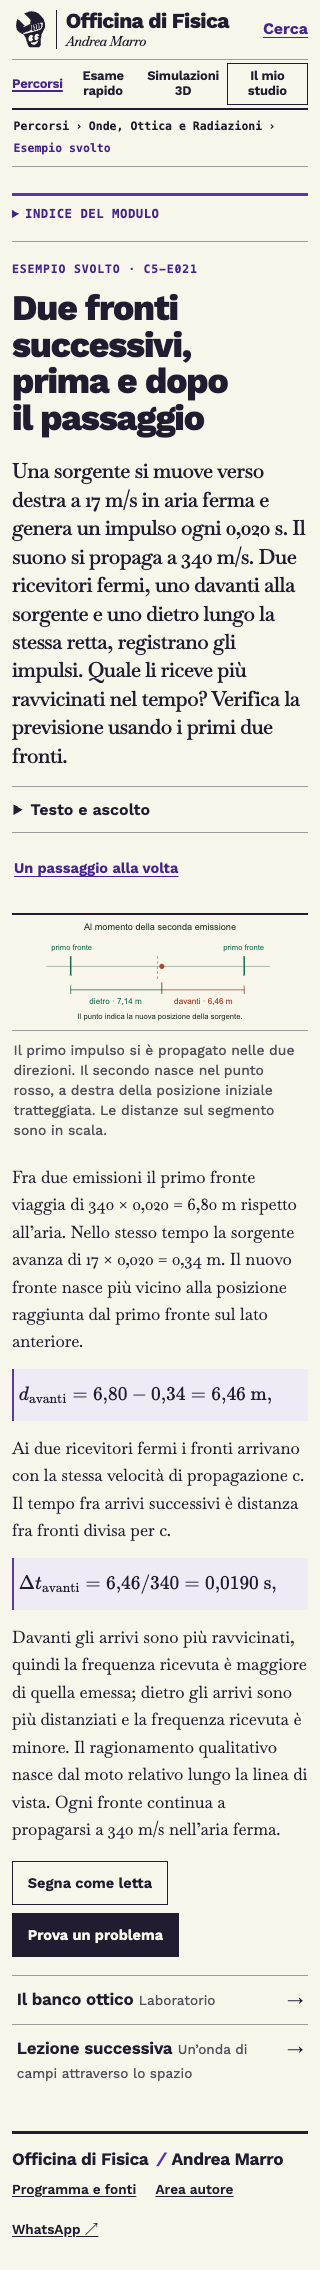 Officina di Fisica
Andrea Marro
Cerca
Percorsi
Esame
rapido
Simulazioni
3D
Il mio
studio
Percorsi › Onde, Ottica e Radiazioni ›
Esempio svolto
▶ INDICE DEL MODULO
ESEMPIO SVOLTO · C5–E021
Due fronti
successivi,
prima e dopo
il passaggio
Una sorgente si muove verso
destra a 17 m/s in aria ferma e
genera un impulso ogni 0,020 s. Il
suono si propaga a 340 m/s. Due
ricevitori fermi, uno davanti alla
sorgente e uno dietro lungo la
stessa retta, registrano gli
impulsi. Quale li riceve più
ravvicinati nel tempo? Verifica la
previsione usando i primi due
fronti.
▶ Testo e ascolto
Un passaggio alla volta
Al momento della seconda emissione
primo fronte
primo fronte
dietro · 7,14 m
davanti · 6,46 m
Il punto indica la nuova posizione della sorgente.
Il primo impulso si è propagato nelle due
direzioni. Il secondo nasce nel punto
rosso, a destra della posizione iniziale
tratteggiata. Le distanze sul segmento
sono in scala.
Fra due emissioni il primo fronte
viaggia di 340 × 0,020 = 6,80 m rispetto
all’aria. Nello stesso tempo la sorgente
avanza di 17 × 0,020 = 0,34 m. Il nuovo
fronte nasce più vicino alla posizione
raggiunta dal primo fronte sul lato
anteriore.
d_avanti = 6,80 − 0,34 = 6,46 m,
Ai due ricevitori fermi i fronti arrivano
con la stessa velocità di propagazione c.
Il tempo fra arrivi successivi è distanza
fra fronti divisa per c.
Δt_avanti = 6,46/340 = 0,0190 s,
Davanti gli arrivi sono più ravvicinati,
quindi la frequenza ricevuta è maggiore
di quella emessa; dietro gli arrivi sono
più distanziati e la frequenza ricevuta è
minore. Il ragionamento qualitativo
nasce dal moto relativo lungo la linea di
vista. Ogni fronte continua a
propagarsi a 340 m/s nell’aria ferma.
Segna come letta
Prova un problema
Il banco ottico Laboratorio →
Lezione successiva Un’onda di →
campi attraverso lo spazio
Officina di Fisica / Andrea Marro
Programma e fonti Area autore
WhatsApp ↗